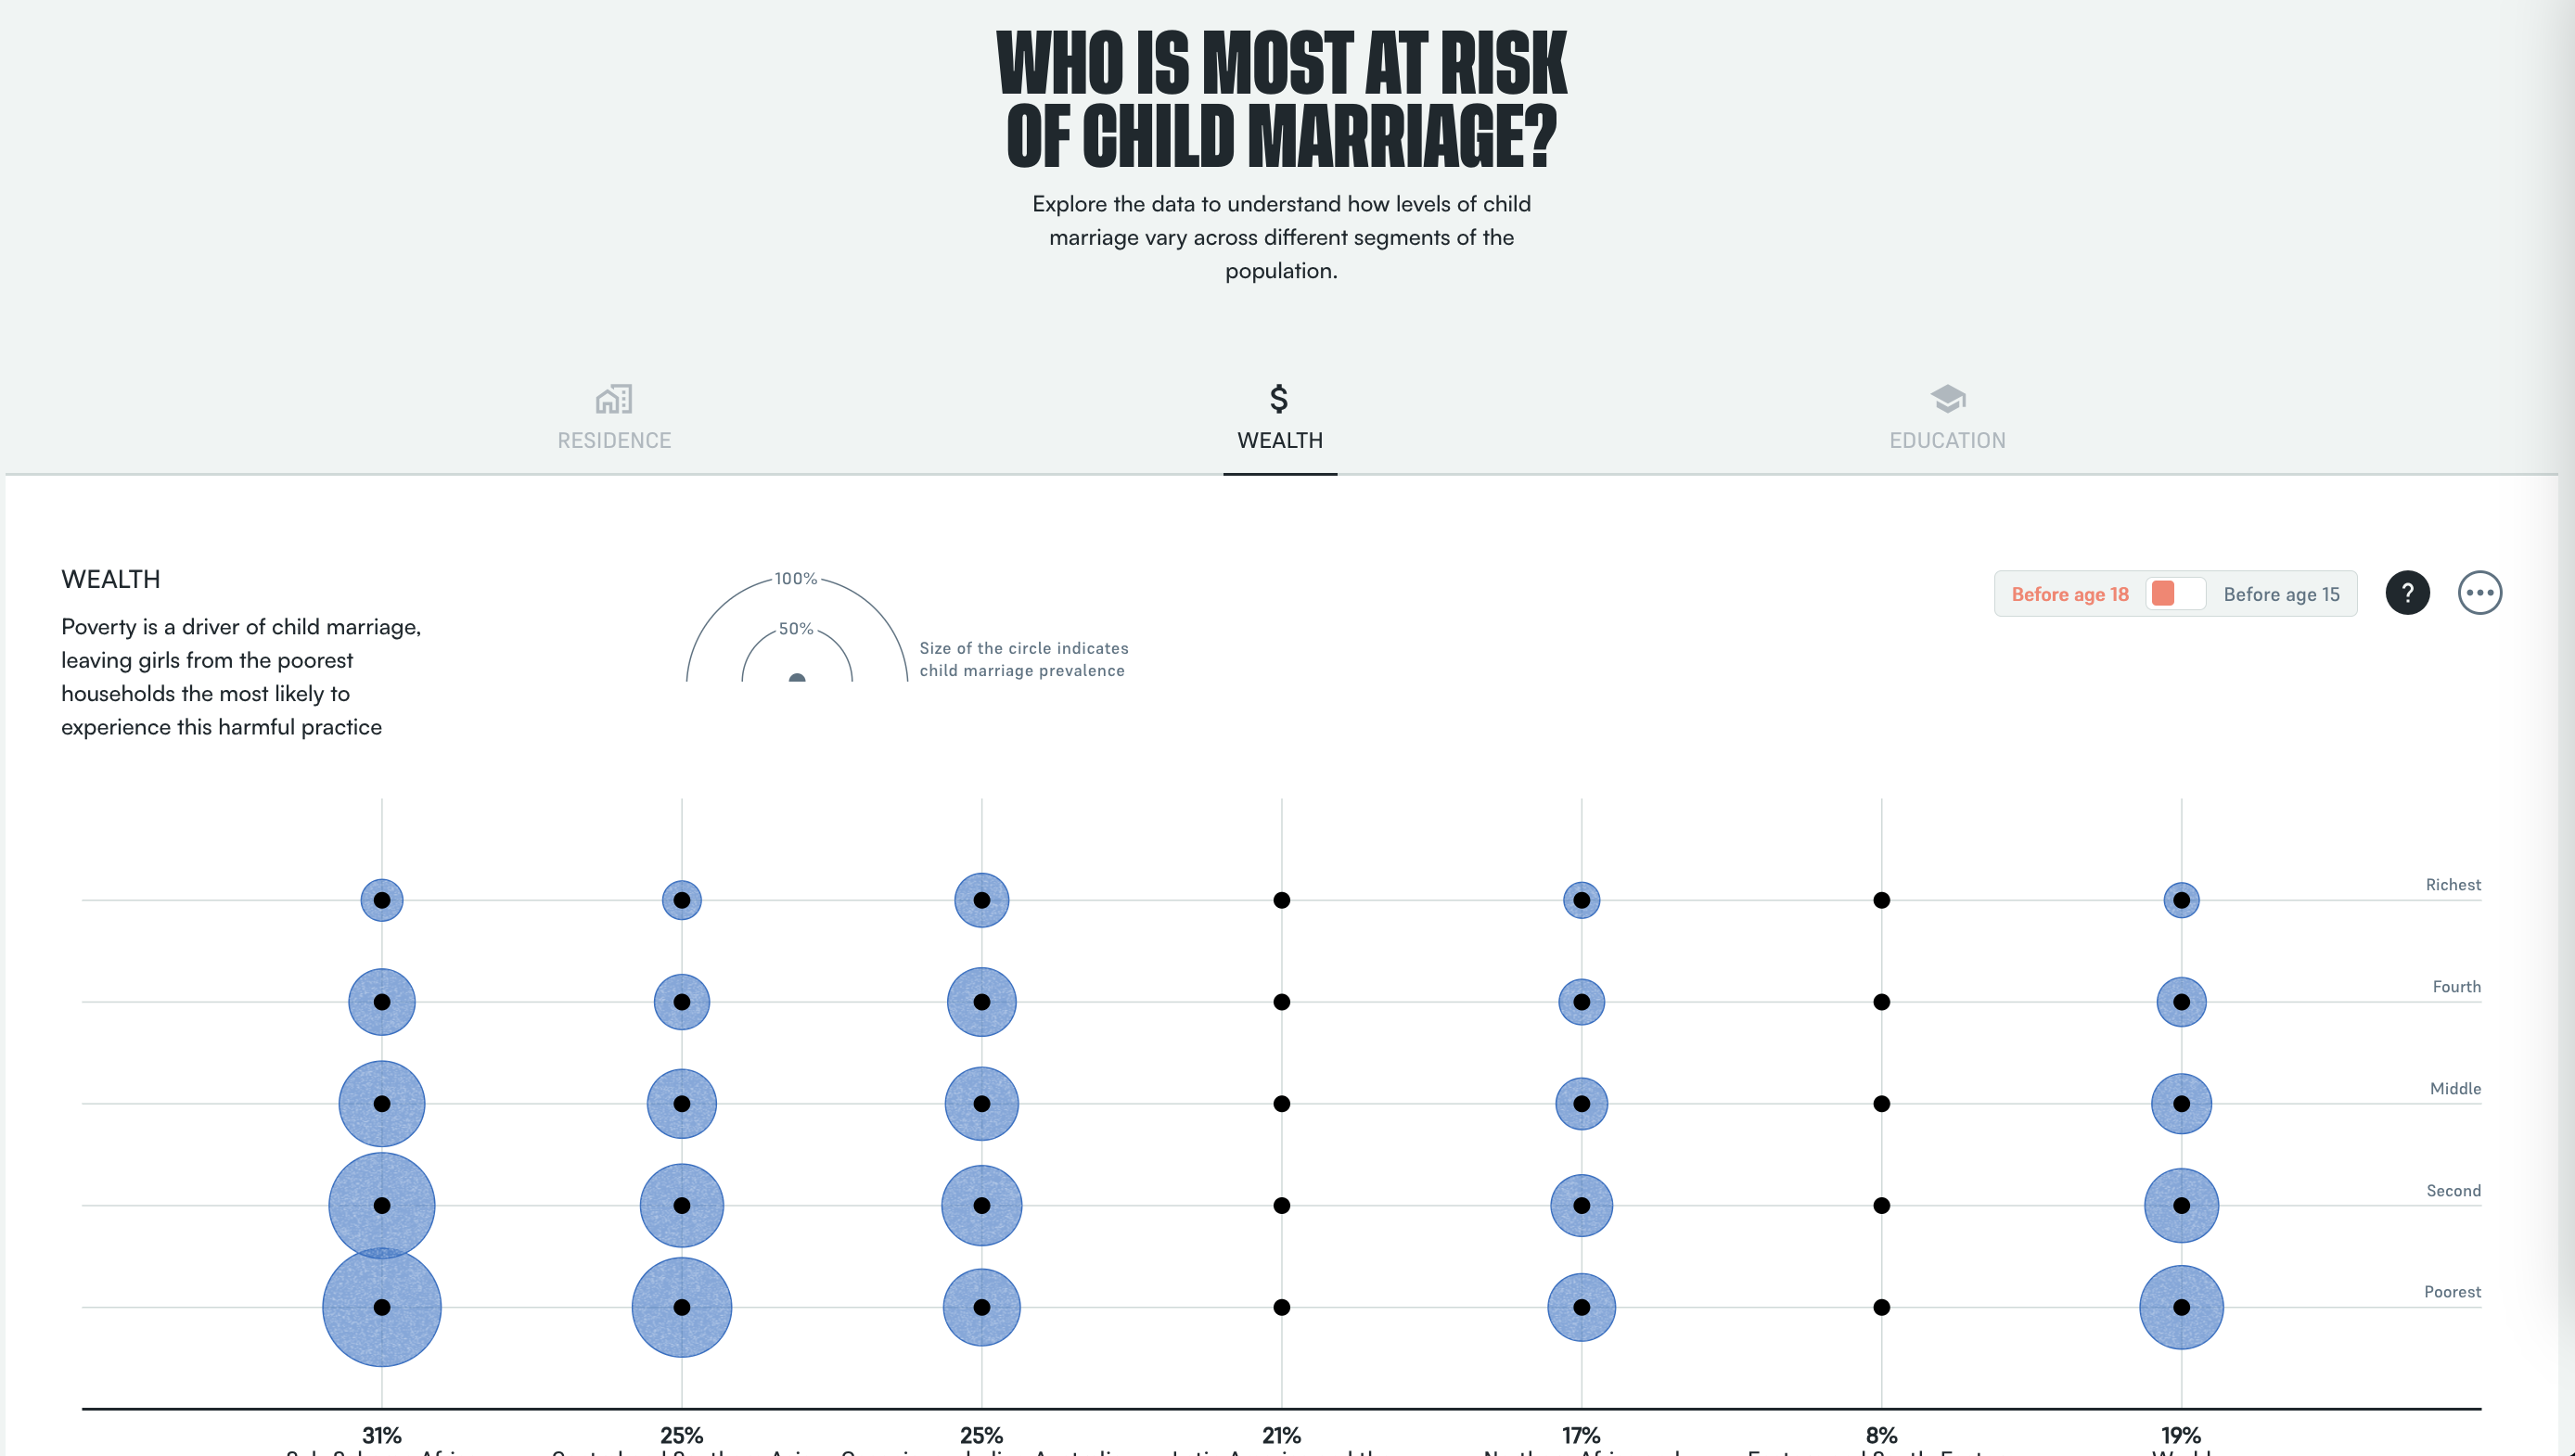 WHO IS MOST AT RISK
OF CHILD MARRIAGE?
Explore the data to understand how levels of child
marriage vary across different segments of the
population.
RESIDENCE
$
WEALTH
EDUCATION
WEALTH
Poverty is a driver of child marriage,
leaving girls from the poorest
households the most likely to
experience this harmful practice
100%
50%
Size of the circle indicates
child marriage prevalence
Before age 18
Before age 15
?
Richest
Fourth
Middle
Second
Poorest
31%
25%
25%
21%
17%
8%
19%